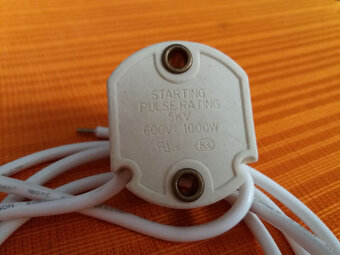 STARTING
PULSE RATING
5KV
600V 1000W